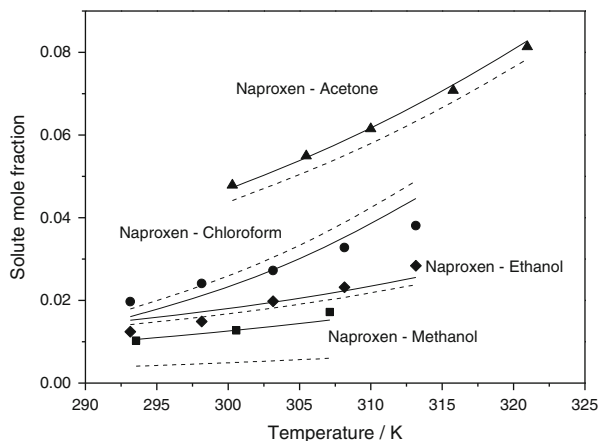 0.08
0.06
0.04
0.02
0.00
Solute mole fraction
Naproxen - Acetone
Naproxen - Chloroform
Naproxen - Ethanol
Naproxen - Methanol
290 295 300 305 310 315 320 325
Temperature / K